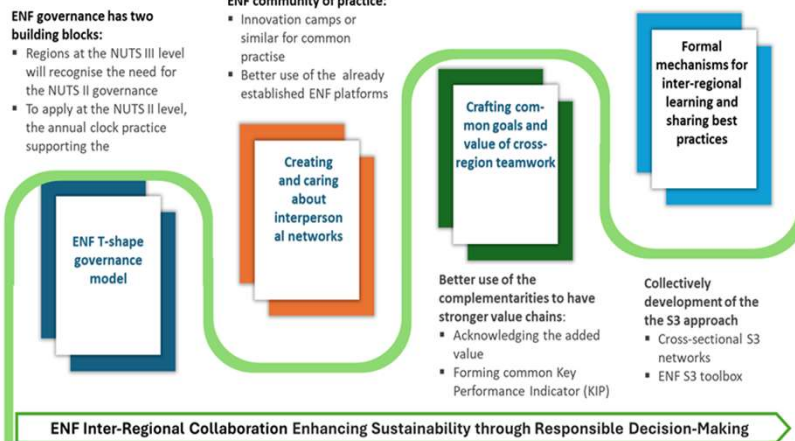 ENF governance has two
building blocks:
▪ Regions at the NUTS III level
will recognise the need for
the NUTS II governance
▪ To apply at the NUTS II level,
the annual clock practice
supporting the
ENF T-shape
governance
model
ENF community of practice:
▪ Innovation camps or
similar for common
practise
▪ Better use of the already
established ENF platforms
Creating
and caring
about
interperson
al networks
Crafting com-
mon goals and
value of cross-
region teamwork
Better use of the
complementarities to have
stronger value chains:
▪ Acknowledging the added
value
▪ Forming common Key
Performance Indicator (KIP)
Formal
mechanisms for
inter-regional
learning and
sharing best
practices
Collectively
development of the
the S3 approach
▪ Cross-sectional S3
networks
▪ ENF S3 toolbox
ENF Inter-Regional Collaboration Enhancing Sustainability through Responsible Decision-Making